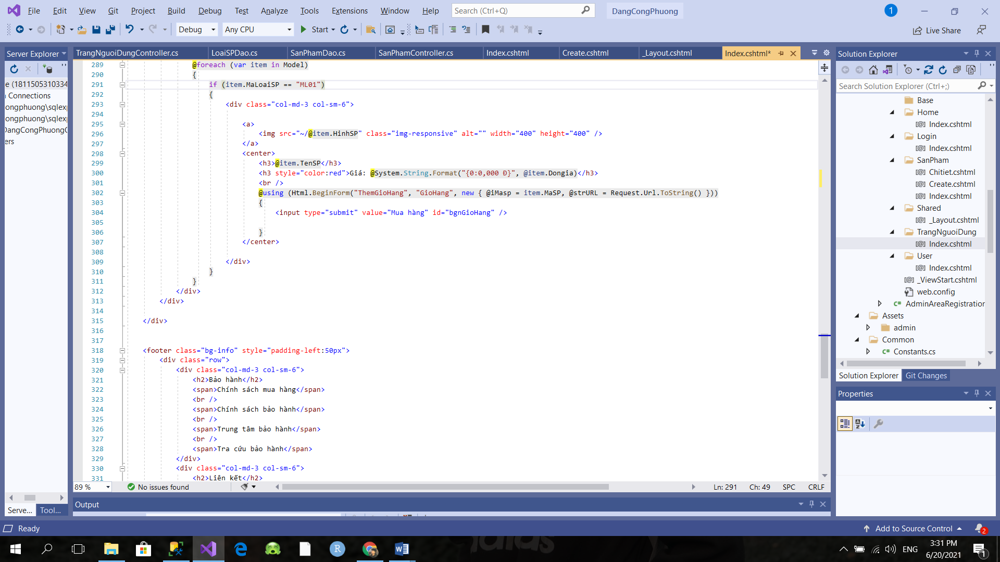 File Edit View Git Project Build Debug Test Analyze Tools Extensions Window Help Search (Ctrl+Q) DangCongPhuong 1
Debug Any CPU Start Live Share
Server Explorer TrangNguoiDungController.cs LoaiSPDao.cs SanPhamDao.cs SanPhamController.cs Index.cshtml Create.cshtml _Layout.cshtml Index.cshtml* Solution Explorer
e (1811505310334
Connections
ongphuong\sqlexp
ongphuong\sqlexp
DangCongPhuongC
ers
289 @foreach (var item in Model)
290 {
291 if (item.MaLoaiSP == "ML01")
292 {
293 <div class="col-md-3 col-sm-6">
294
295 <a>
296 <img src="~/@item.HinhSP" class="img-responsive" alt="" width="400" height="400" />
297 </a>
298 <center>
299 <h3>@item.TenSP</h3>
300 <h3 style="color:red">Giá: @System.String.Format("{0:0,000 Đ}", @item.Dongia)</h3>
301 <br />
302 @using (Html.BeginForm("ThemGioHang", "GioHang", new { @iMasp = item.MaSP, @strURL = Request.Url.ToString() }))
303 {
304 <input type="submit" value="Mua hàng" id="bgnGioHang" />
305
306 }
307 </center>
308
309 </div>
310 }
311 }
312 </div>
313 </div>
314
315 </div>
316
317
318 <footer class="bg-info" style="padding-left:50px">
319 <div class="row">
320 <div class="col-md-3 col-sm-6">
321 <h2>Bảo hành</h2>
322 <span>Chính sách mua hàng</span>
323 <br />
324 <span>Chính sách bảo hành</span>
325 <br />
326 <span>Trung tâm bảo hành</span>
327 <br />
328 <span>Tra cứu bảo hành</span>
329 </div>
330 <div class="col-md-3 col-sm-6">
331 <h2>Liên kết</h2>
89 % No issues found Ln: 291 Ch: 49 SPC CRLF
Serve... Tool...
Output
Search Solution Explorer (Ctrl+;)
Base
Home
Index.cshtml
Login
Index.cshtml
SanPham
Chitiet.cshtml
Create.cshtml
Index.cshtml
Shared
_Layout.cshtml
TrangNguoiDung
Index.cshtml
User
Index.cshtml
_ViewStart.cshtml
web.config
C# AdminAreaRegistration
Assets
admin
Common
C# Constants.cs
Solution Explorer Git Changes
Properties
Ready Add to Source Control 2
ENG 3:31 PM
6/20/2021 1